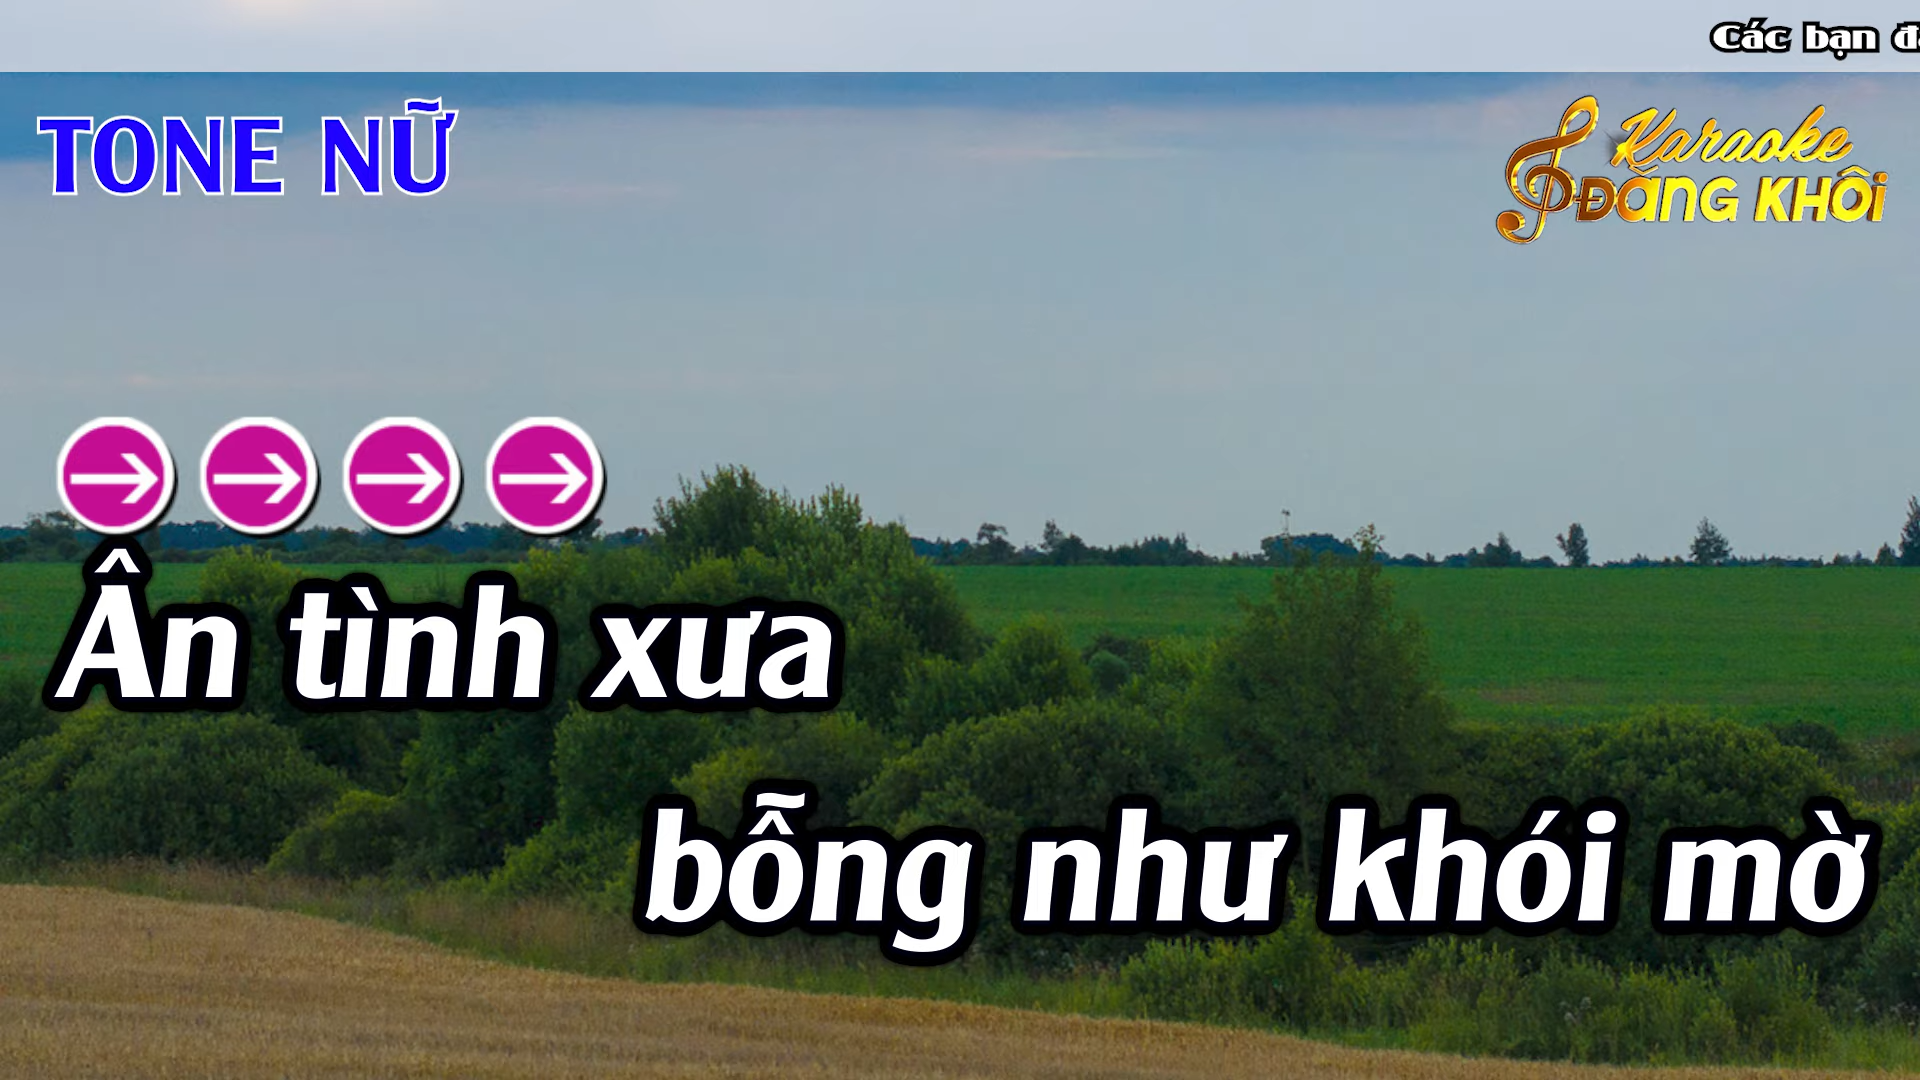 Các bạn
TONE NỮ
Karaoke
ĐĂNG KHÔI
Ân tình xưa
bỗng như khói mờ